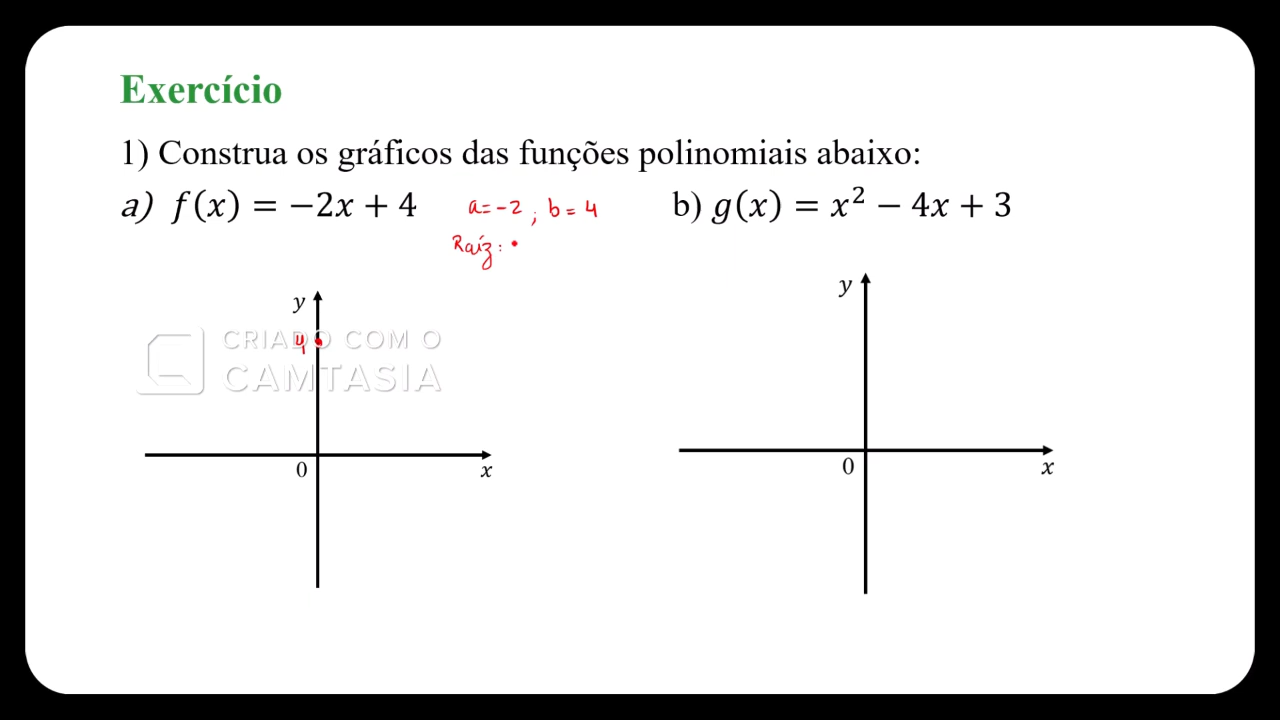 Exercício
1) Construa os gráficos das funções polinomiais abaixo:
a) f(x) = −2x + 4 a=-2 ; b=4 b) g(x) = x² − 4x + 3
Raíz:
y
y
CRIADO COM O
4
CAMTASIA
0
x
0
x